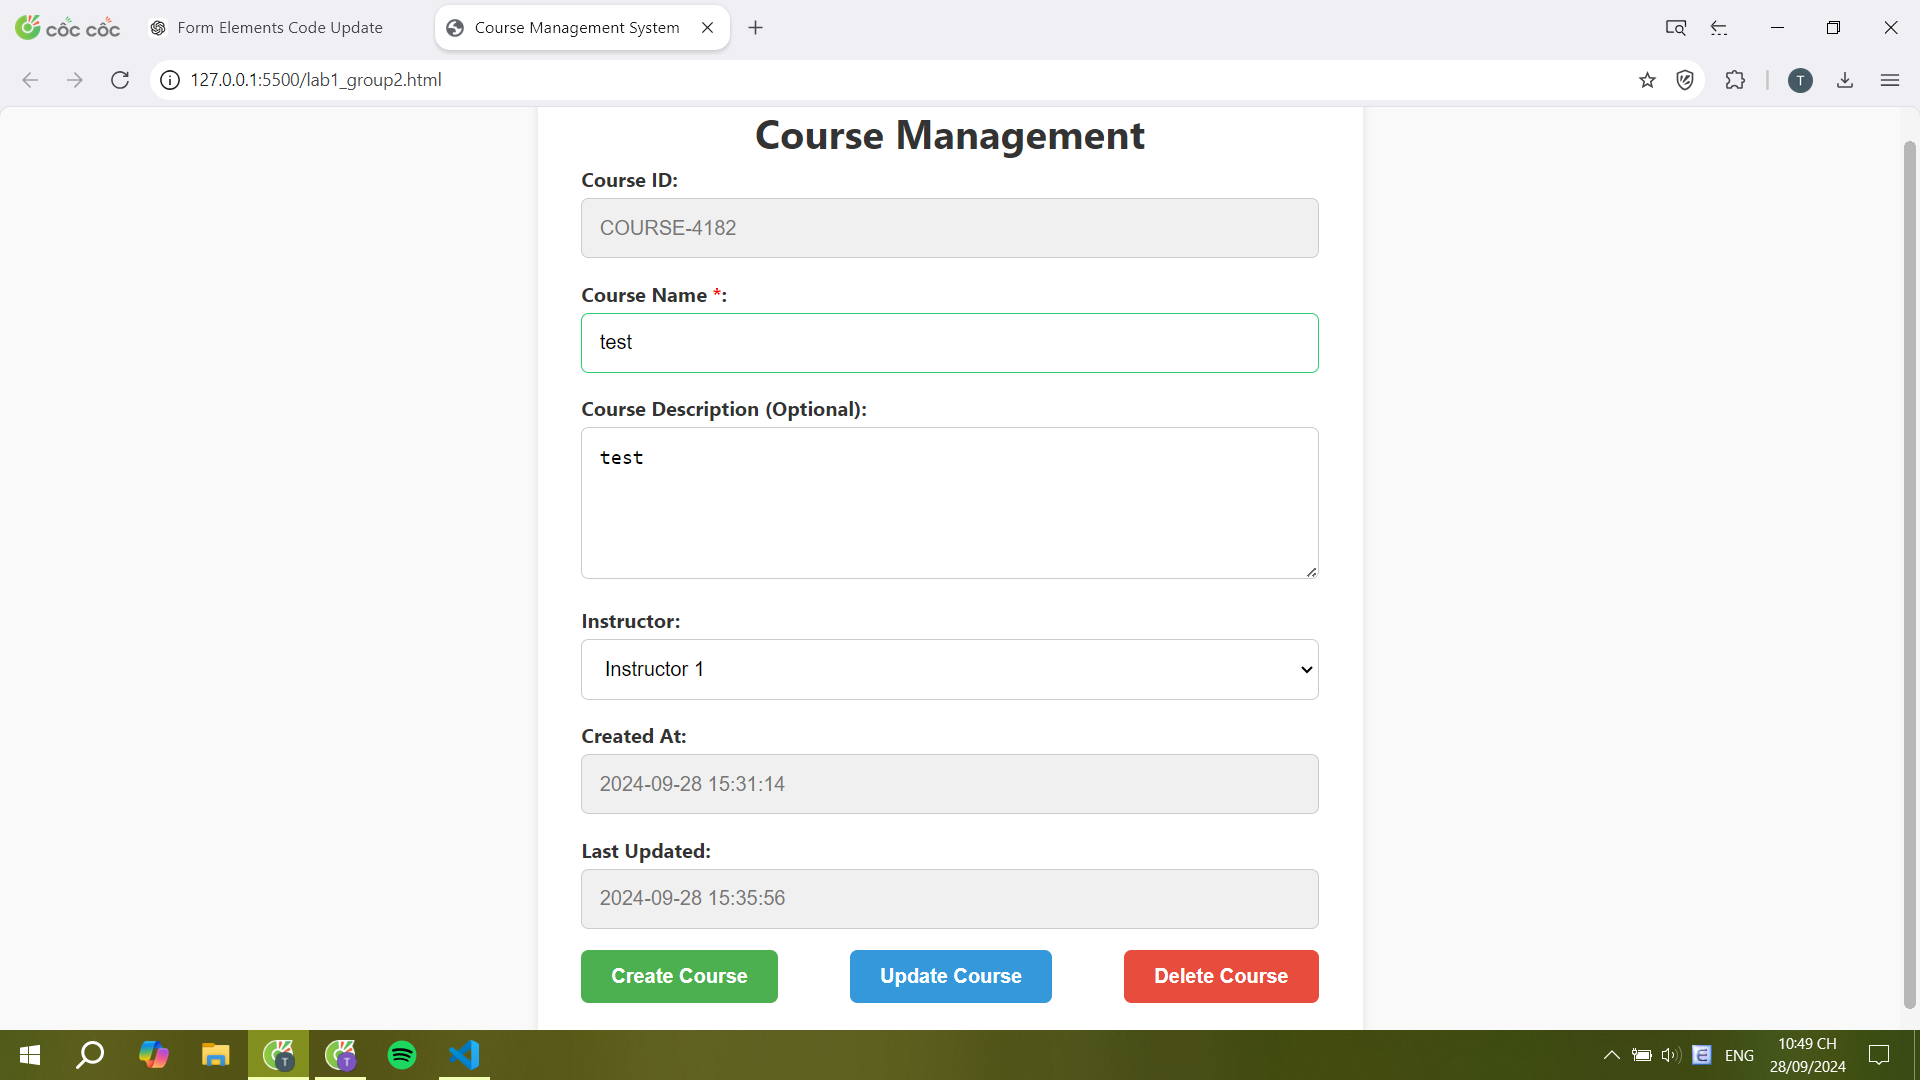 cốc cốc
Form Elements Code Update
Course Management System
127.0.0.1:5500/lab1_group2.html
T
Course Management
Course ID:
COURSE-4182
Course Name *:
test
Course Description (Optional):
test
Instructor:
Instructor 1
Created At:
2024-09-28 15:31:14
Last Updated:
2024-09-28 15:35:56
Create Course
Update Course
Delete Course
T
T
E
ENG
10:49 CH
28/09/2024